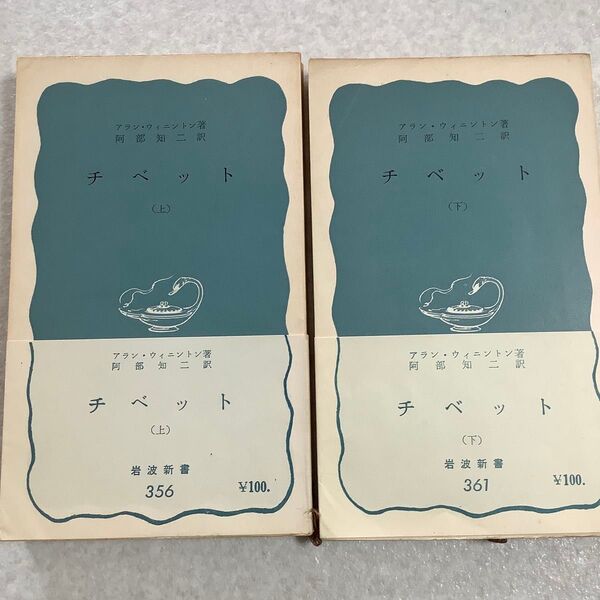 アラン・ウィニントン著
阿部知二訳
チベット
(上)
アラン・ウィニントン著
阿部知二訳
チベット
(上)
岩波新書
356
¥100.
アラン・ウィニントン著
阿部知二訳
チベット
(下)
アラン・ウィニントン著
阿部知二訳
チベット
(下)
岩波新書
361
¥100.